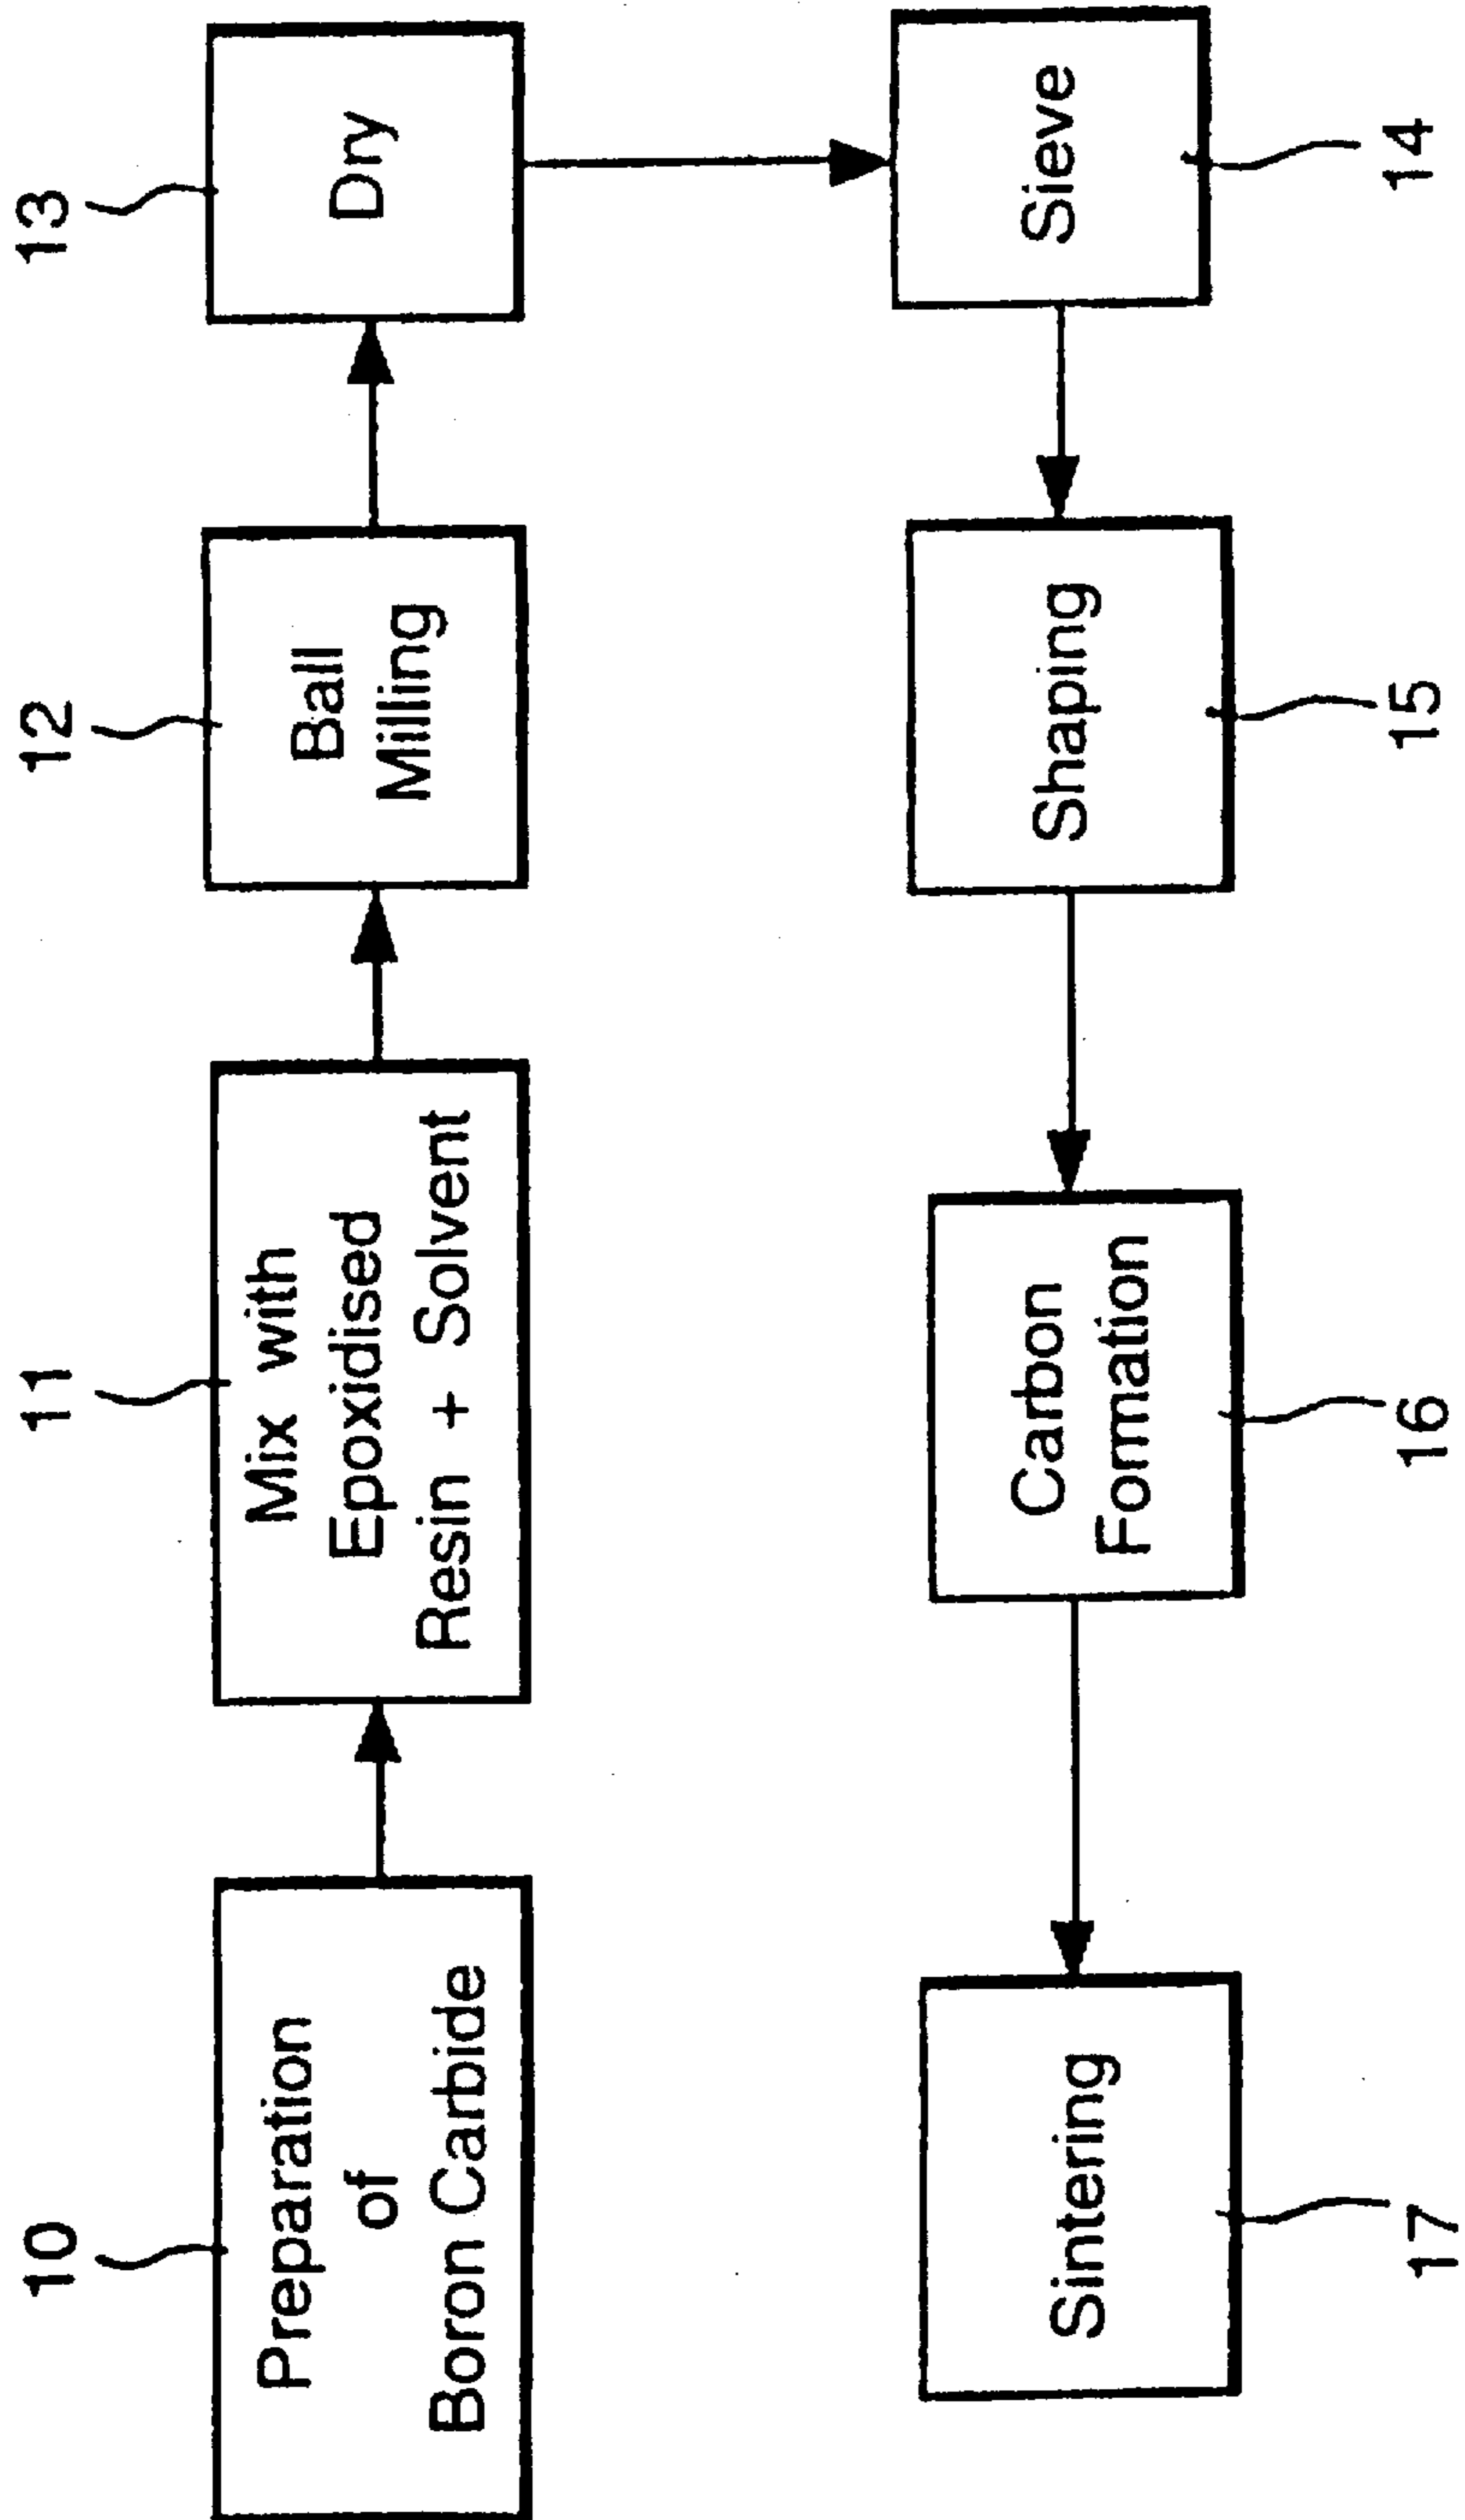 10
Preparation
of
Boron Carbide
11
Mix with
Epoxidised
Resin + Solvent
12
Ball
Milling
13
Dry
Sieve
14
Shaping
15
Carbon
Formation
16
Sintering
17